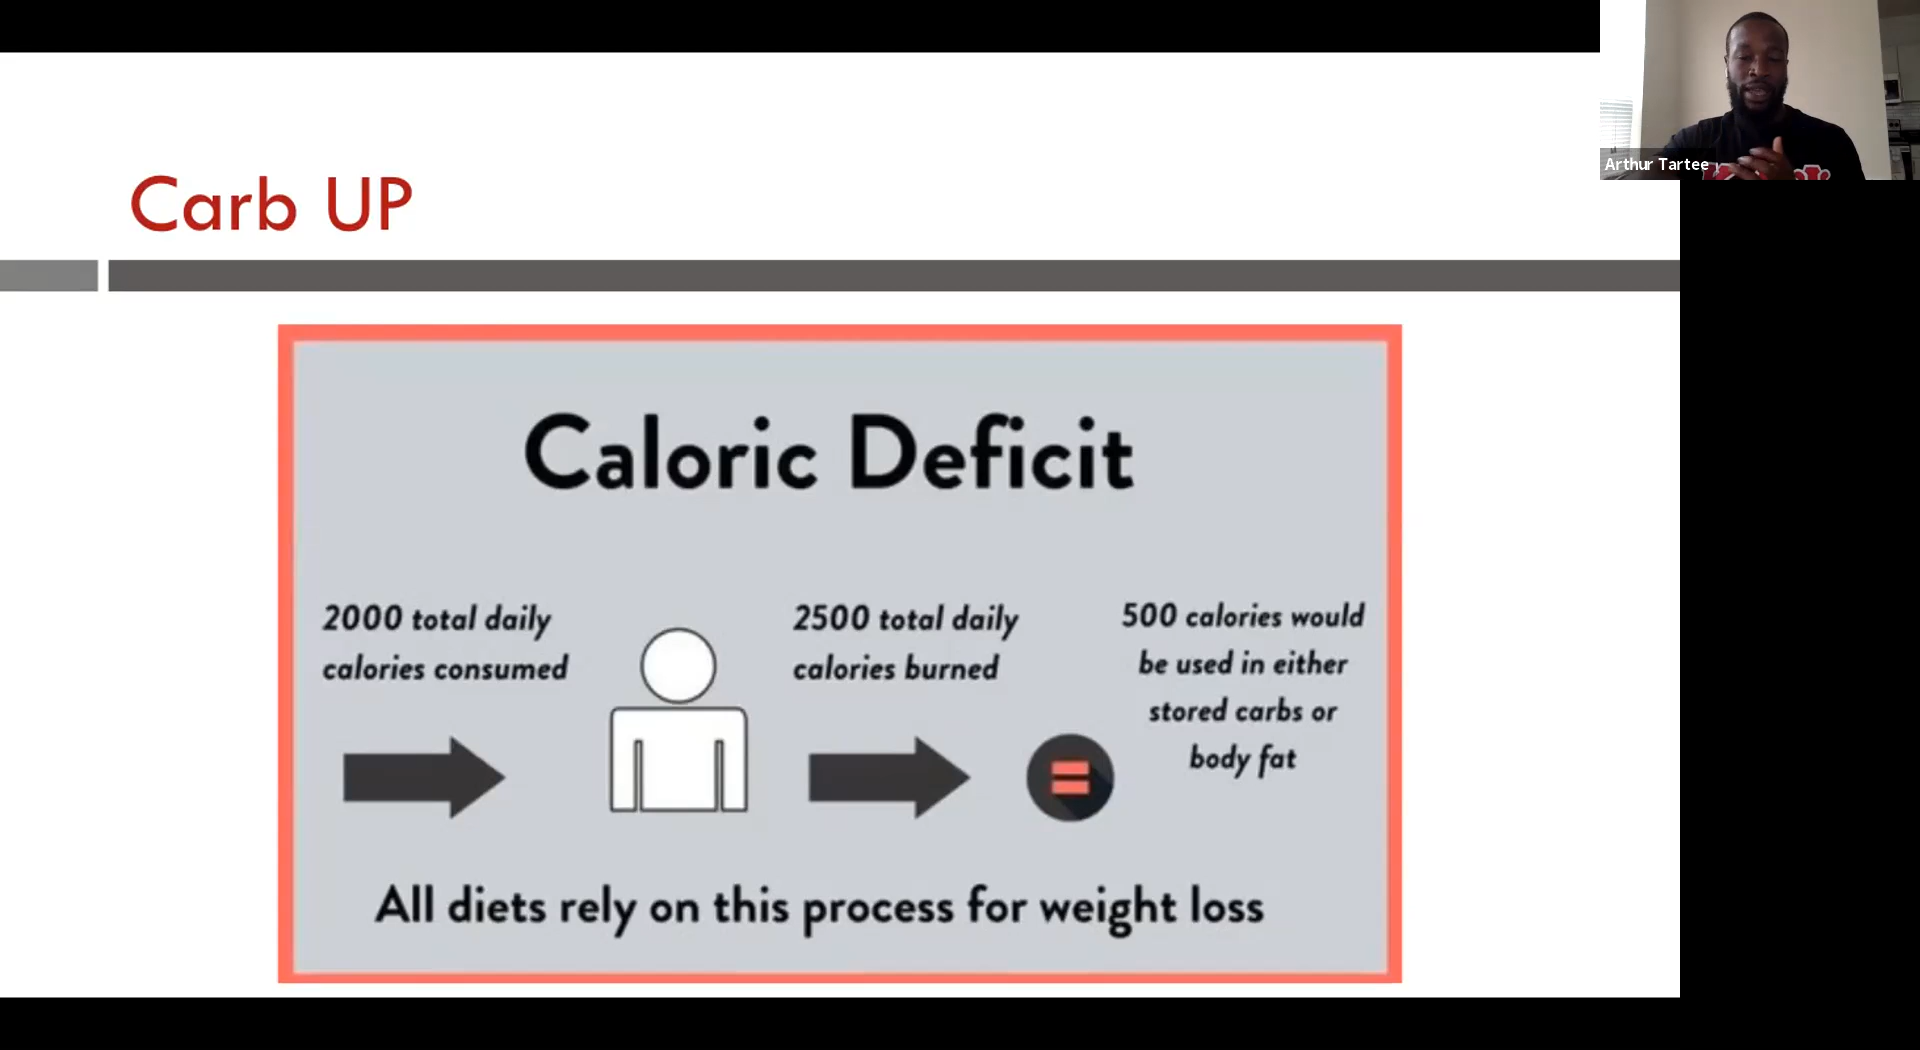 Carb UP
Arthur Tartee
Caloric Deficit
2000 total daily
calories consumed
2500 total daily
calories burned
500 calories would
be used in either
stored carbs or
body fat
All diets rely on this process for weight loss